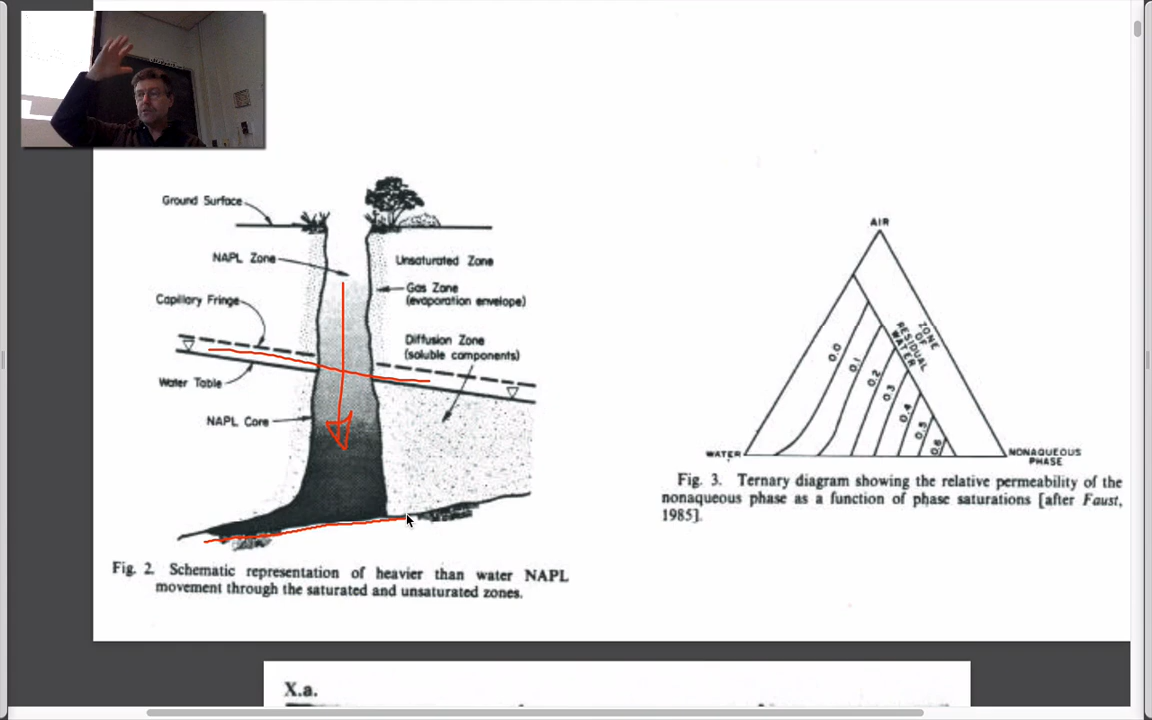 Ground Surface
NAPL Zone
Unsaturated Zone
Capillary Fringe
Gas Zone
(evaporation envelope)
Diffusion Zone
(soluble components)
Water Table
NAPL Core
Fig. 2. Schematic representation of heavier than water NAPL
movement through the saturated and unsaturated zones.
AIR
ZONE
OF
RESIDUAL
WATER
0.0
0.1
0.2
0.3
0.4
0.5
0.6
WATER
NONAQUEOUS
PHASE
Fig. 3. Ternary diagram showing the relative permeability of the
nonaqueous phase as a function of phase saturations [after Faust,
1985].
X.a.